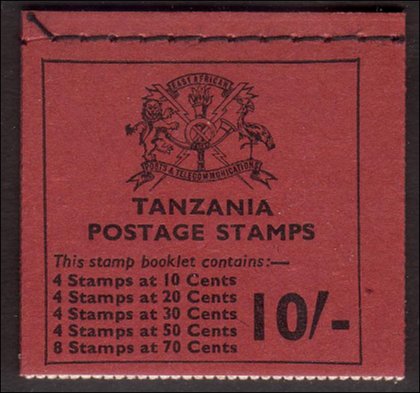 EAST AFRICAN
POSTS & TELECOMMUNICATIONS
TANZANIA
POSTAGE STAMPS
This stamp booklet contains:—
4 Stamps at 10 Cents
4 Stamps at 20 Cents
4 Stamps at 30 Cents
4 Stamps at 50 Cents
8 Stamps at 70 Cents
10/-